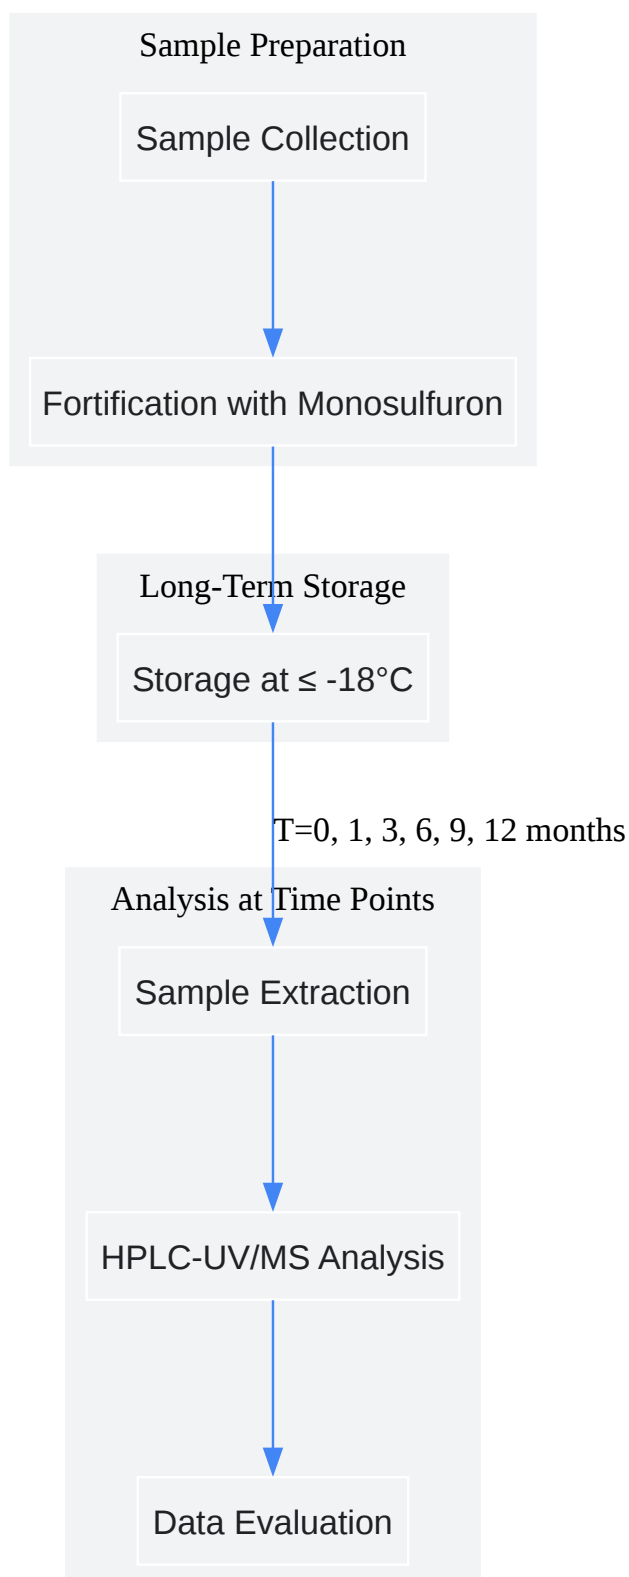 Sample Preparation
Sample Collection
Fortification with Monosulfuron
Long-Term Storage
Storage at ≤ -18°C
T=0, 1, 3, 6, 9, 12 months
Analysis at Time Points
Sample Extraction
HPLC-UV/MS Analysis
Data Evaluation